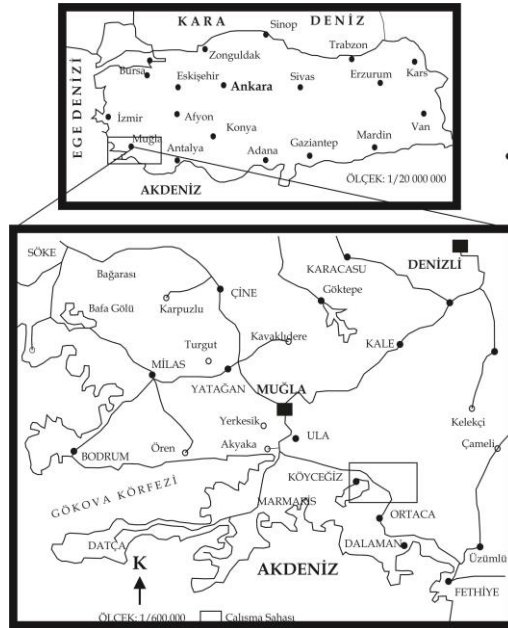 KARA DENİZ
Sinop
Zonguldak
Trabzon
Bursa
Eskişehir
Ankara
Sivas
Erzurum
Kars
EGE DENİZİ
İzmir
Afyon
Konya
Van
Muğla
Antalya
Adana
Gaziantep
Mardin
AKDENİZ
ÖLÇEK: 1/20 000 000
SÖKE
Bağarası
KARACASU
DENİZLİ
Göktepe
ÇİNE
Bafa Gölü
Karpuzlu
Turgut
Kavaklıdere
KALE
MİLAS
YATAĞAN
MUĞLA
Kelekçi
Yerkesik
ULA
Çameli
BODRUM
Ören
Akyaka
GÖKOVA KÖRFEZİ
KÖYCEĞİZ
MARMARİS
ORTACA
DATÇA
DALAMAN
Üzümlü
K
AKDENİZ
FETHİYE
ÖLÇEK: 1/600.000
Çalışma Sahası